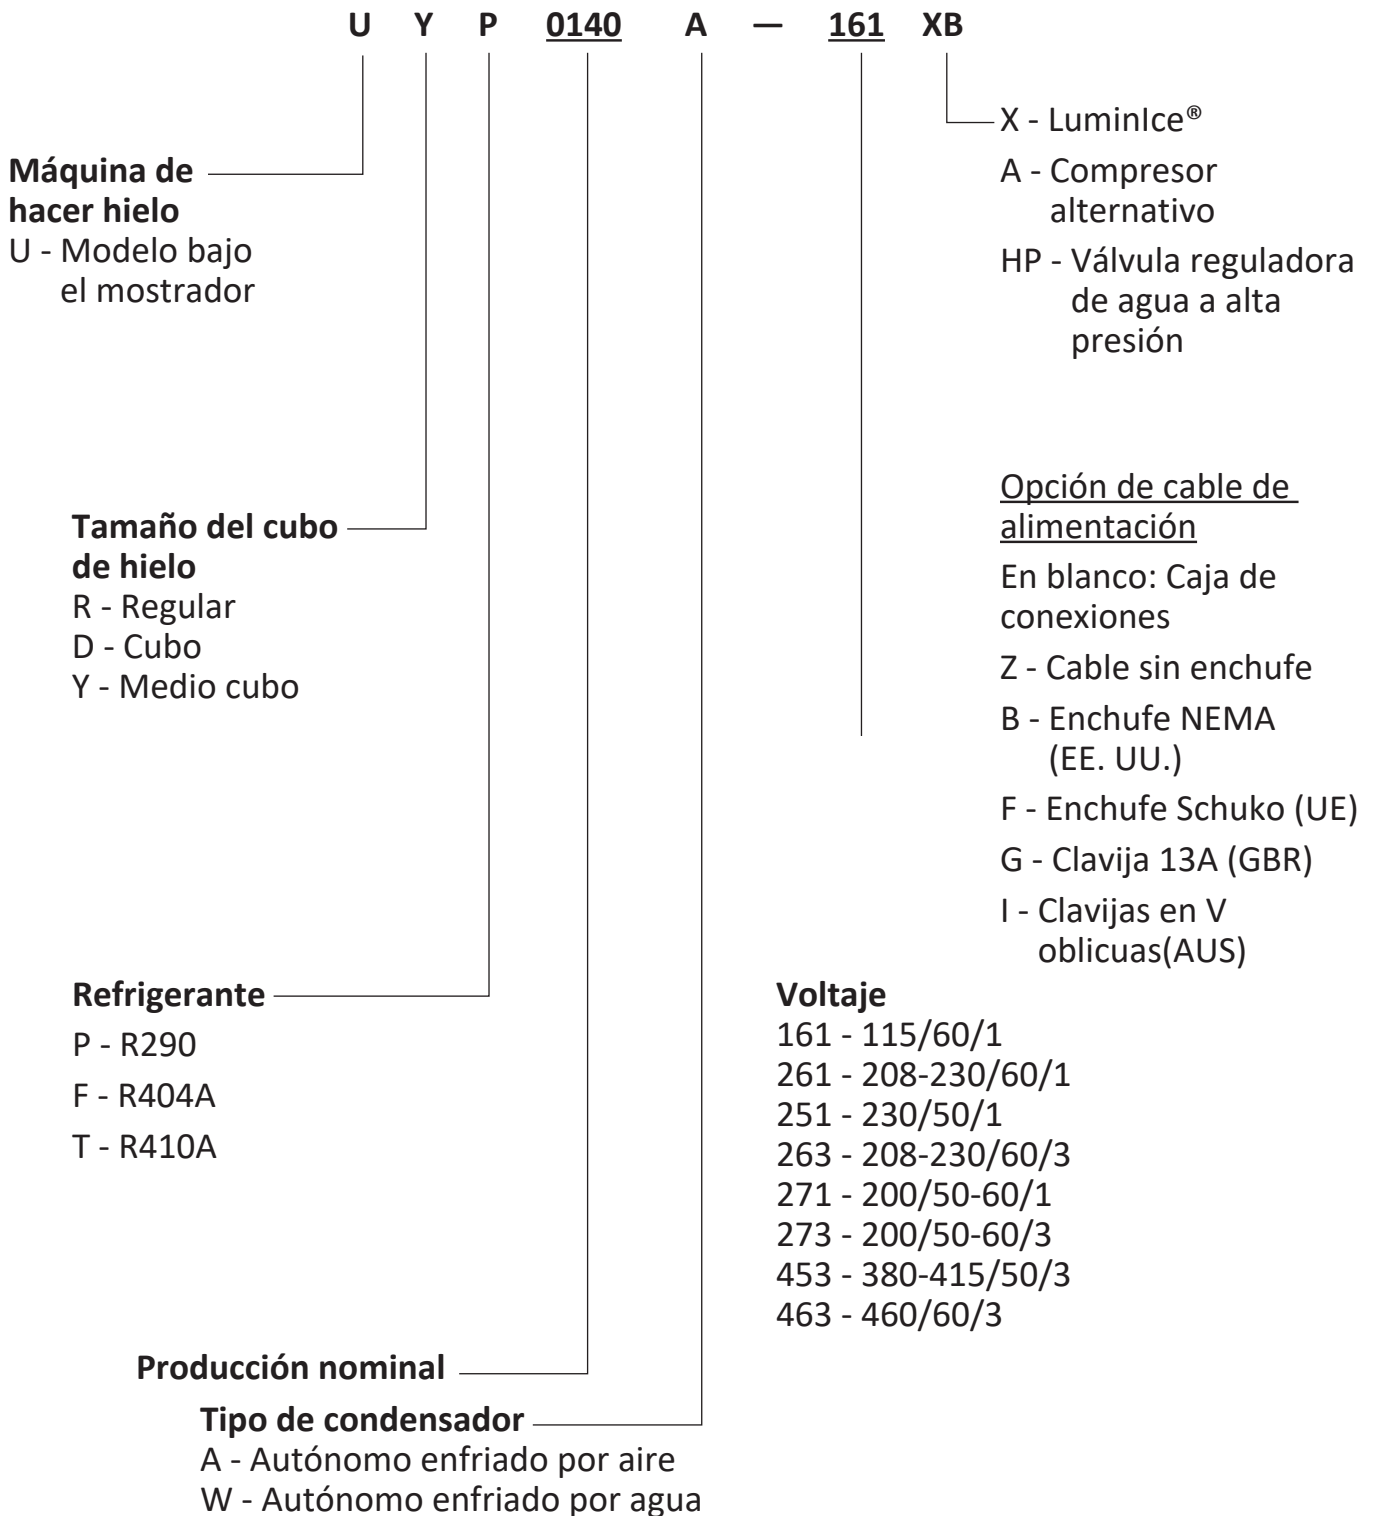 U Y P 0140 A — 161 XB
Máquina de
hacer hielo
U - Modelo bajo
el mostrador
X - LuminIce®
A - Compresor
alternativo
HP - Válvula reguladora
de agua a alta
presión
Tamaño del cubo
de hielo
R - Regular
D - Cubo
Y - Medio cubo
Opción de cable de
alimentación
En blanco: Caja de
conexiones
Z - Cable sin enchufe
B - Enchufe NEMA
(EE. UU.)
F - Enchufe Schuko (UE)
G - Clavija 13A (GBR)
I - Clavijas en V
oblicuas(AUS)
Refrigerante
P - R290
F - R404A
T - R410A
Voltaje
161 - 115/60/1
261 - 208-230/60/1
251 - 230/50/1
263 - 208-230/60/3
271 - 200/50-60/1
273 - 200/50-60/3
453 - 380-415/50/3
463 - 460/60/3
Producción nominal
Tipo de condensador
A - Autónomo enfriado por aire
W - Autónomo enfriado por agua